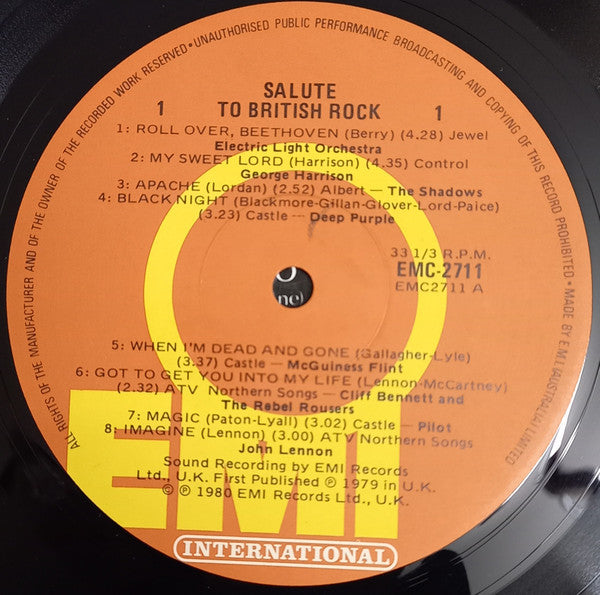 ALL RIGHTS OF THE MANUFACTURER AND OF THE OWNER OF THE RECORDED WORK RESERVED • UNAUTHORISED PUBLIC PERFORMANCE BROADCASTING AND COPYING OF THIS RECORD PROHIBITED • MADE BY E.M.I. (AUSTRALIA) LIMITED
SALUTE
1 TO BRITISH ROCK 1
1: ROLL OVER, BEETHOVEN (Berry) (4.28) Jewel
Electric Light Orchestra
2: MY SWEET LORD (Harrison) (4.35) Control
George Harrison
3: APACHE (Lordan) (2.52) Albert — The Shadows
4: BLACK NIGHT (Blackmore-Gillan-Glover-Lord-Paice)
(3.23) Castle — Deep Purple
33 1/3 R.P.M.
EMC-2711
EMC2711 A
5: WHEN I'M DEAD AND GONE (Gallagher-Lyle)
(3.37) Castle — McGuiness Flint
6: GOT TO GET YOU INTO MY LIFE (Lennon-McCartney)
(2.32) ATV Northern Songs — Cliff Bennett and
The Rebel Rousers
7: MAGIC (Paton-Lyall) (3.02) Castle — Pilot
8: IMAGINE (Lennon) (3.00) ATV Northern Songs
John Lennon
Sound Recording by EMI Records
Ltd., U.K. First Published ℗ 1979 in U.K.
© ℗ 1980 EMI Records Ltd., U.K.
EMI
INTERNATIONAL